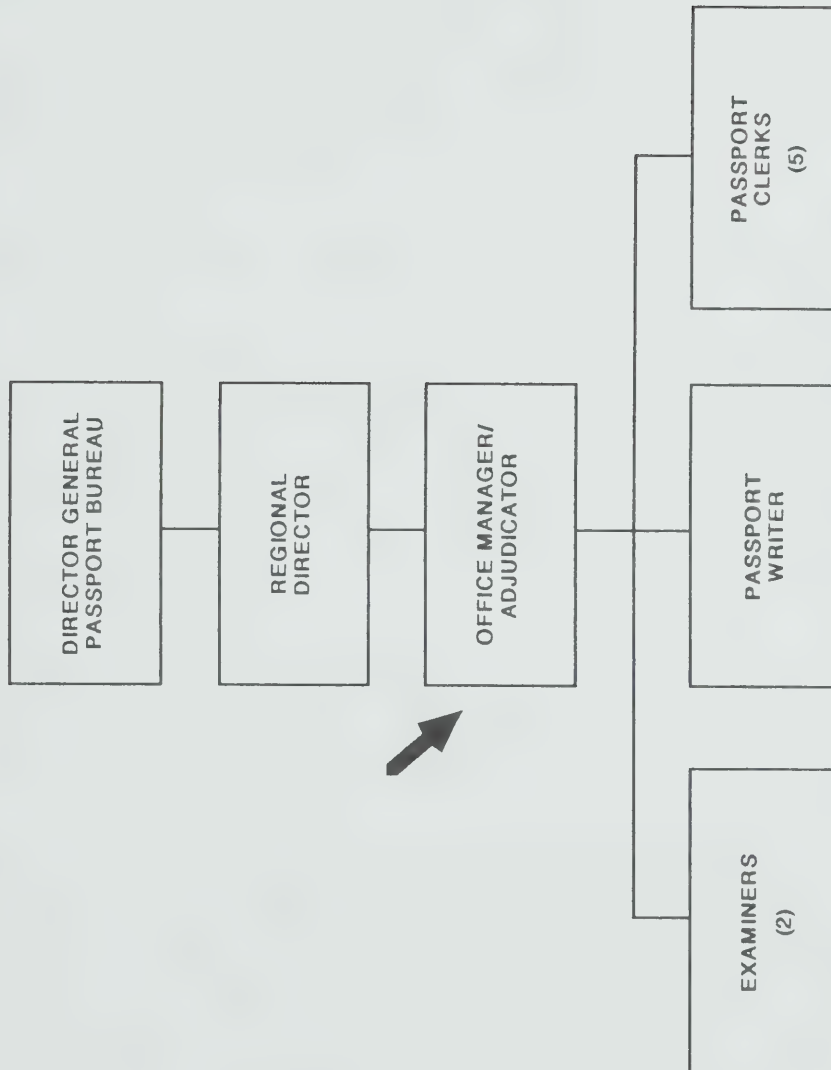 DIRECTOR GENERAL
PASSPORT BUREAU
REGIONAL
DIRECTOR
OFFICE MANAGER/
ADJUDICATOR
EXAMINERS
(2)
PASSPORT
WRITER
PASSPORT
CLERKS
(5)